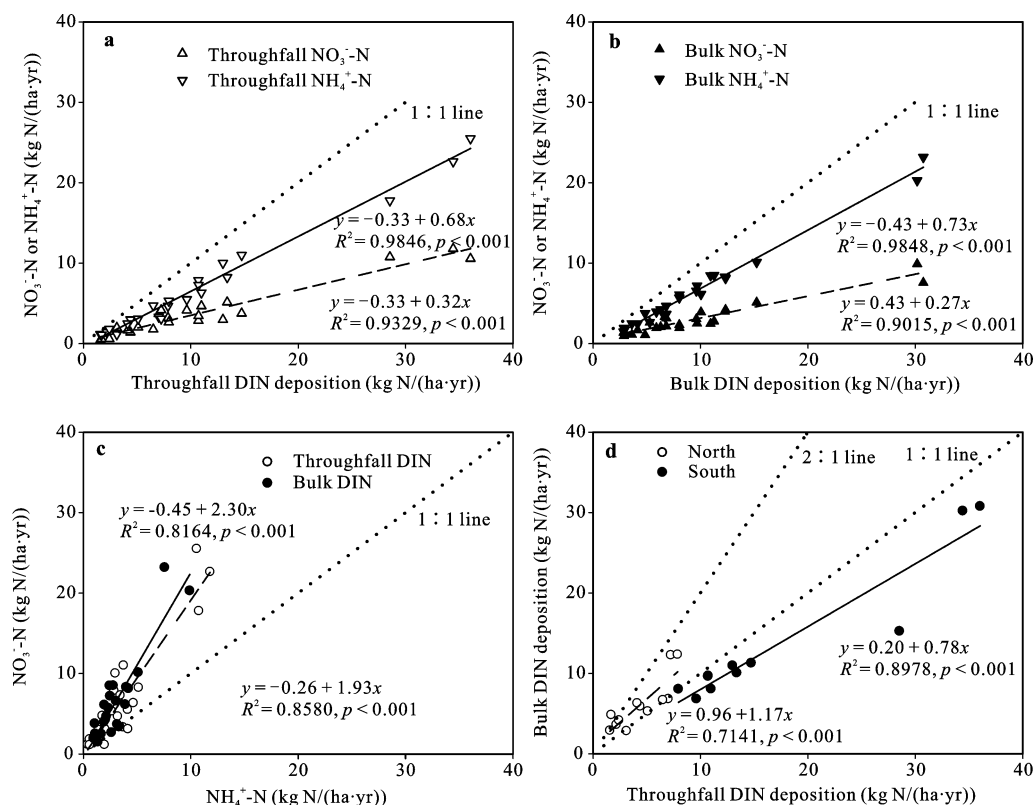 40
30
20
10
0
NO₃⁻-N or NH₄⁺-N (kg N/(ha·yr))
a
Throughfall NO₃⁻-N
Throughfall NH₄⁺-N
1∶1 line
y = −0.33 + 0.68x
R² = 0.9846, p < 0.001
y = −0.33 + 0.32x
R² = 0.9329, p < 0.001
0 10 20 30 40
Throughfall DIN deposition (kg N/(ha·yr))
40
30
20
10
0
NO₃⁻-N or NH₄⁺-N (kg N/(ha·yr))
b
Bulk NO₃⁻-N
Bulk NH₄⁺-N
1∶1 line
y = −0.43 + 0.73x
R² = 0.9848, p < 0.001
y = 0.43 + 0.27x
R² = 0.9015, p < 0.001
0 10 20 30 40
Bulk DIN deposition (kg N/(ha·yr))
40
30
20
10
0
NO₃⁻-N (kg N/(ha·yr))
c
Throughfall DIN
Bulk DIN
y = -0.45 + 2.30x
R² = 0.8164, p < 0.001
1∶1 line
y = −0.26 + 1.93x
R² = 0.8580, p < 0.001
0 10 20 30 40
NH₄⁺-N (kg N/(ha·yr))
40
30
20
10
0
Bulk DIN deposition (kg N/(ha·yr))
d
North
South
2∶1 line
1∶1 line
y = 0.20 + 0.78x
R² = 0.8978, p < 0.001
y = 0.96 +1.17x
R² = 0.7141, p < 0.001
0 10 20 30 40
Throughfall DIN deposition (kg N/(ha·yr))